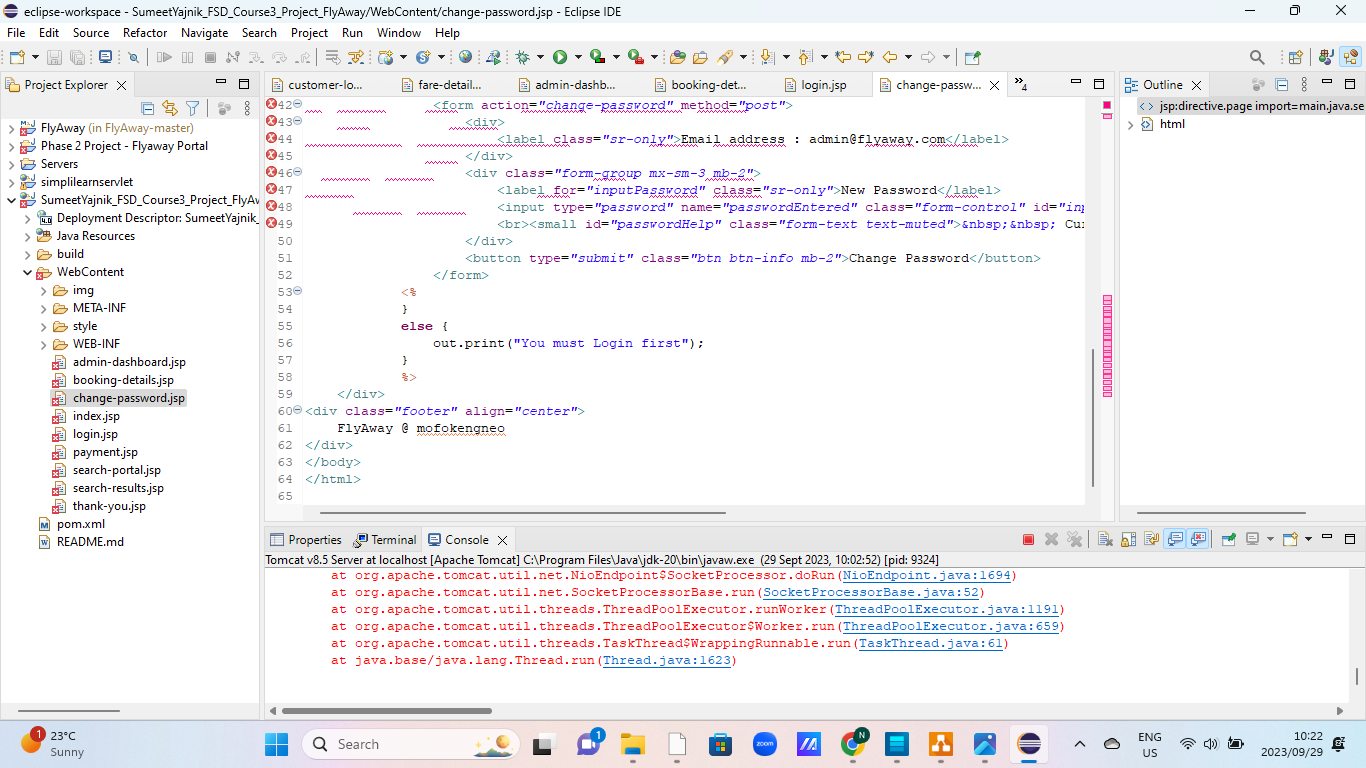 eclipse-workspace - SumeetYajnik_FSD_Course3_Project_FlyAway/WebContent/change-password.jsp - Eclipse IDE
File Edit Source Refactor Navigate Search Project Run Window Help
Project Explorer
FlyAway (in FlyAway-master)
Phase 2 Project - Flyaway Portal
Servers
simplilearnservlet
SumeetYajnik_FSD_Course3_Project_FlyAw
Deployment Descriptor: SumeetYajnik_
Java Resources
build
WebContent
img
META-INF
style
WEB-INF
admin-dashboard.jsp
booking-details.jsp
change-password.jsp
index.jsp
login.jsp
payment.jsp
search-portal.jsp
search-results.jsp
thank-you.jsp
pom.xml
README.md
customer-lo... fare-detail... admin-dashb... booking-det... login.jsp change-passw... »4
42 <form action="change-password" method="post">
43 <div>
44 <label class="sr-only">Email address : admin@flyaway.com</label>
45 </div>
46 <div class="form-group mx-sm-3 mb-2">
47 <label for="inputPassword" class="sr-only">New Password</label>
48 <input type="password" name="passwordEntered" class="form-control" id="inp
49 <br><small id="passwordHelp" class="form-text text-muted">&nbsp;&nbsp; Cur
50 </div>
51 <button type="submit" class="btn btn-info mb-2">Change Password</button>
52 </form>
53 <%
54 }
55 else {
56 out.print("You must Login first");
57 }
58 %>
59 </div>
60 <div class="footer" align="center">
61 FlyAway @ mofokengneo
62 </div>
63 </body>
64 </html>
65
Outline
jsp:directive.page import=main.java.se
html
Properties Terminal Console
Tomcat v8.5 Server at localhost [Apache Tomcat] C:\Program Files\Java\jdk-20\bin\javaw.exe (29 Sept 2023, 10:02:52) [pid: 9324]
at org.apache.tomcat.util.net.NioEndpoint$SocketProcessor.doRun(NioEndpoint.java:1694)
at org.apache.tomcat.util.net.SocketProcessorBase.run(SocketProcessorBase.java:52)
at org.apache.tomcat.util.threads.ThreadPoolExecutor.runWorker(ThreadPoolExecutor.java:1191)
at org.apache.tomcat.util.threads.ThreadPoolExecutor$Worker.run(ThreadPoolExecutor.java:659)
at org.apache.tomcat.util.threads.TaskThread$WrappingRunnable.run(TaskThread.java:61)
at java.base/java.lang.Thread.run(Thread.java:1623)
1
23°C
Sunny
Search
1
zoom
N
ENG
US
10:22
2023/09/29